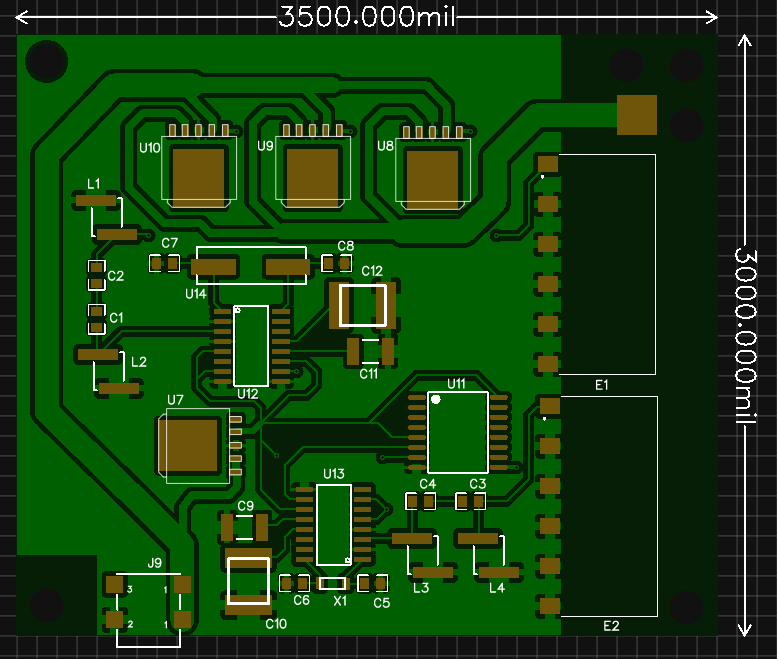 3500.000mil
U10
U9
U8
L1
C7
C8
C2
U14
C12
C1
3000.000mil
L2
C11
U12
E1
U7
U11
U13
C4
C3
C9
J9
3
1
C6
X1
C5
L3
L4
2
1
C10
E2